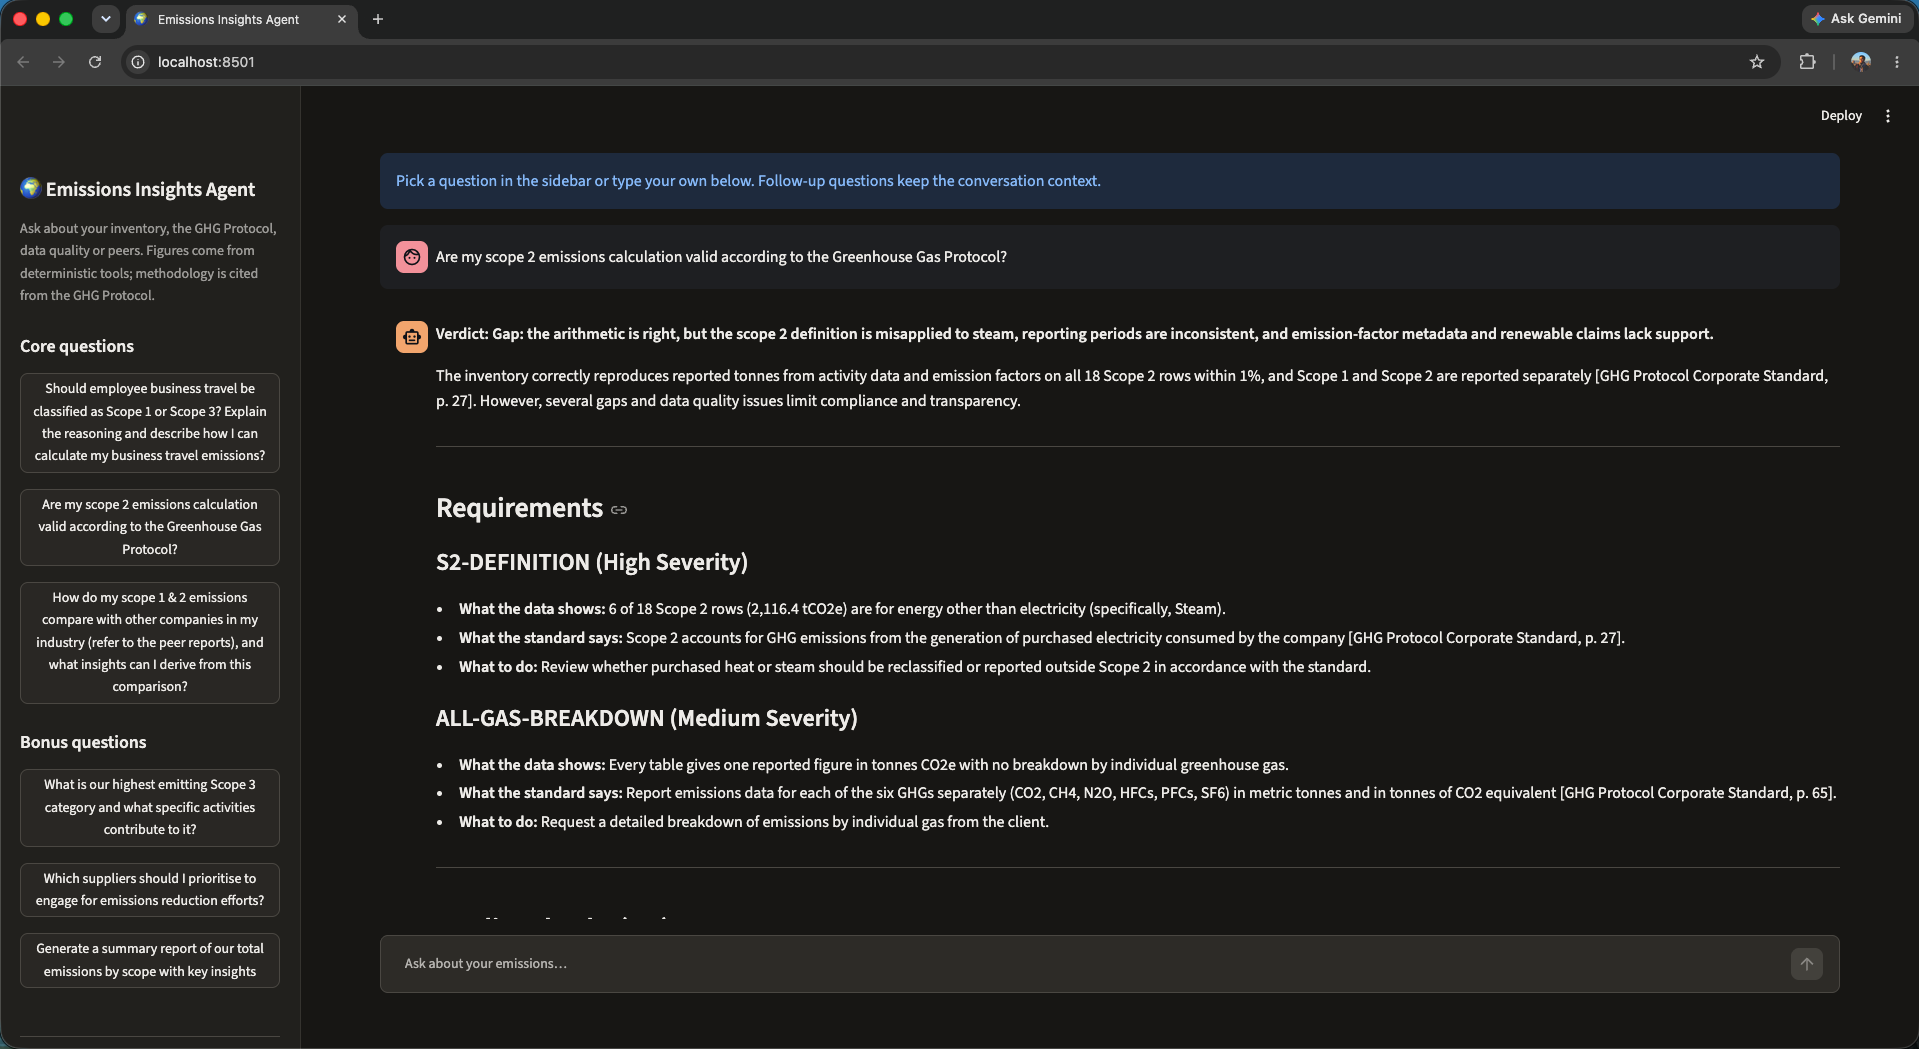 Emissions Insights Agent
Ask Gemini
localhost:8501
Deploy
Emissions Insights Agent
Ask about your inventory, the GHG Protocol,
data quality or peers. Figures come from
deterministic tools; methodology is cited
from the GHG Protocol.
Core questions
Should employee business travel be
classified as Scope 1 or Scope 3? Explain
the reasoning and describe how I can
calculate my business travel emissions?
Are my scope 2 emissions calculation
valid according to the Greenhouse Gas
Protocol?
How do my scope 1 & 2 emissions
compare with other companies in my
industry (refer to the peer reports), and
what insights can I derive from this
comparison?
Bonus questions
What is our highest emitting Scope 3
category and what specific activities
contribute to it?
Which suppliers should I prioritise to
engage for emissions reduction efforts?
Generate a summary report of our total
emissions by scope with key insights
Pick a question in the sidebar or type your own below. Follow-up questions keep the conversation context.
Are my scope 2 emissions calculation valid according to the Greenhouse Gas Protocol?
Verdict: Gap: the arithmetic is right, but the scope 2 definition is misapplied to steam, reporting periods are inconsistent, and emission-factor metadata and renewable claims lack support.
The inventory correctly reproduces reported tonnes from activity data and emission factors on all 18 Scope 2 rows within 1%, and Scope 1 and Scope 2 are reported separately [GHG Protocol Corporate Standard,
p. 27]. However, several gaps and data quality issues limit compliance and transparency.
Requirements
S2-DEFINITION (High Severity)
• What the data shows: 6 of 18 Scope 2 rows (2,116.4 tCO2e) are for energy other than electricity (specifically, Steam).
• What the standard says: Scope 2 accounts for GHG emissions from the generation of purchased electricity consumed by the company [GHG Protocol Corporate Standard, p. 27].
• What to do: Review whether purchased heat or steam should be reclassified or reported outside Scope 2 in accordance with the standard.
ALL-GAS-BREAKDOWN (Medium Severity)
• What the data shows: Every table gives one reported figure in tonnes CO2e with no breakdown by individual greenhouse gas.
• What the standard says: Report emissions data for each of the six GHGs separately (CO2, CH4, N2O, HFCs, PFCs, SF6) in metric tonnes and in tonnes of CO2 equivalent [GHG Protocol Corporate Standard, p. 65].
• What to do: Request a detailed breakdown of emissions by individual gas from the client.
Ask about your emissions…